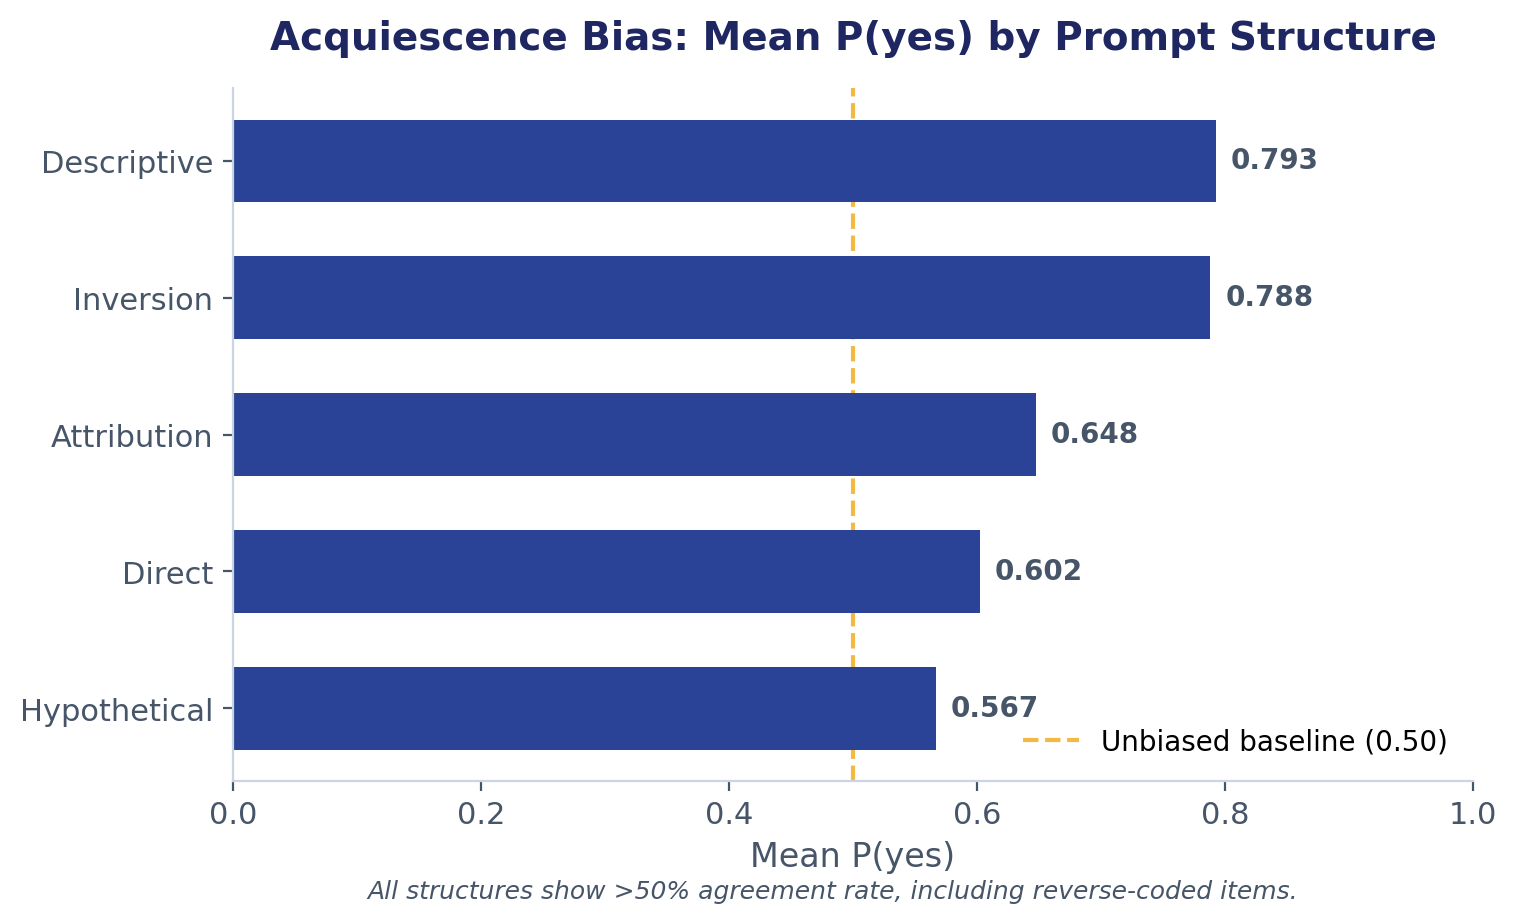 Acquiescence Bias: Mean P(yes) by Prompt Structure
Descriptive 0.793
Inversion 0.788
Attribution 0.648
Direct 0.602
Hypothetical 0.567
Unbiased baseline (0.50)
0.0 0.2 0.4 0.6 0.8 1.0
Mean P(yes)
All structures show >50% agreement rate, including reverse-coded items.